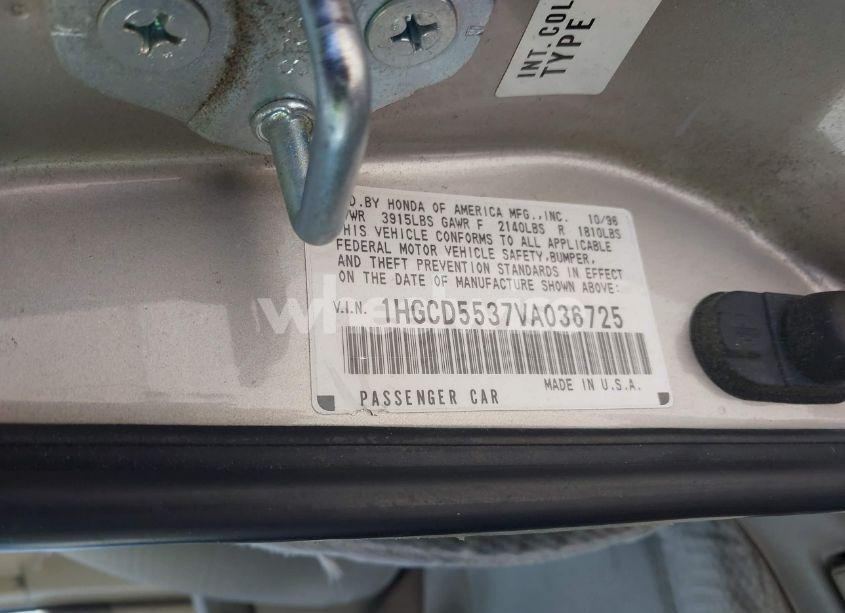 INT. COL
TYPE
D.BY HONDA OF AMERICA MFG.,INC. 10/96
WR 3915LBS GAWR F 2140LBS R 1810LBS
THIS VEHICLE CONFORMS TO ALL APPLICABLE
FEDERAL MOTOR VEHICLE SAFETY,BUMPER,
AND THEFT PREVENTION STANDARDS IN EFFECT
ON THE DATE OF MANUFACTURE SHOWN ABOVE:
V.I.N. 1HGCD5537VA036725
PASSENGER CAR MADE IN U.S.A.